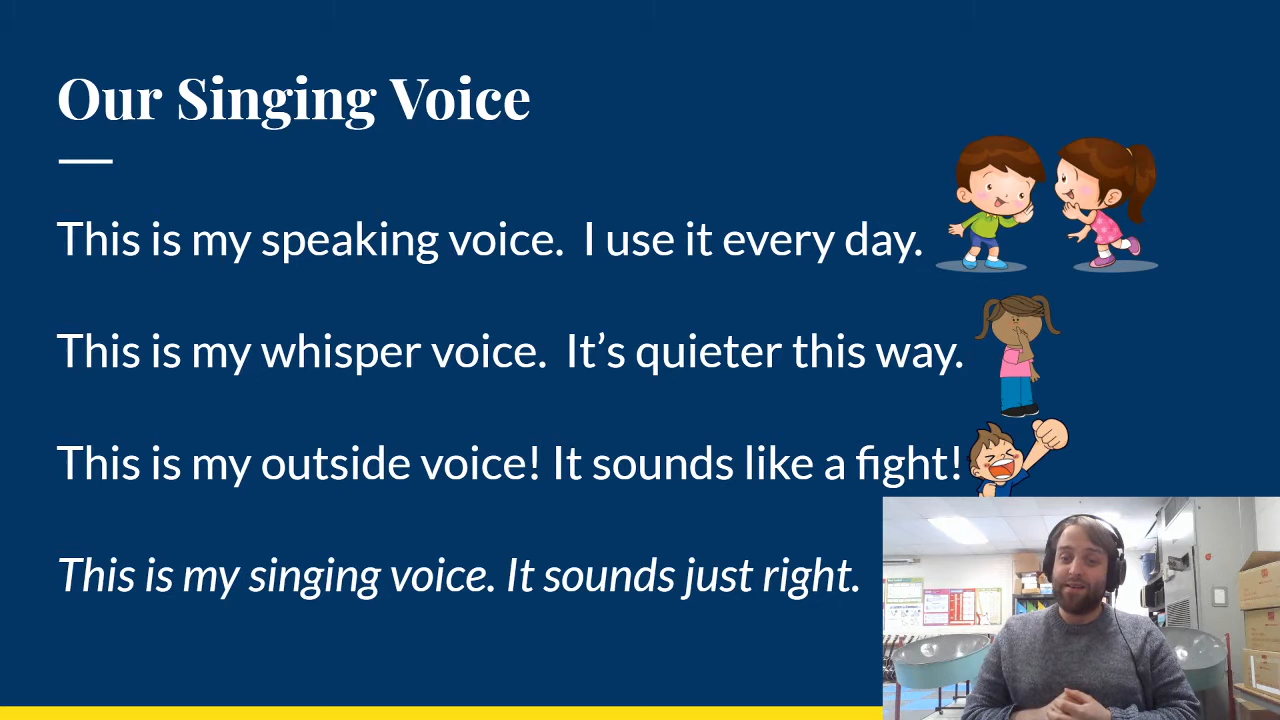 Our Singing Voice
This is my speaking voice.  I use it every day.
This is my whisper voice.  It’s quieter this way.
This is my outside voice! It sounds like a fight!
This is my singing voice. It sounds just right.